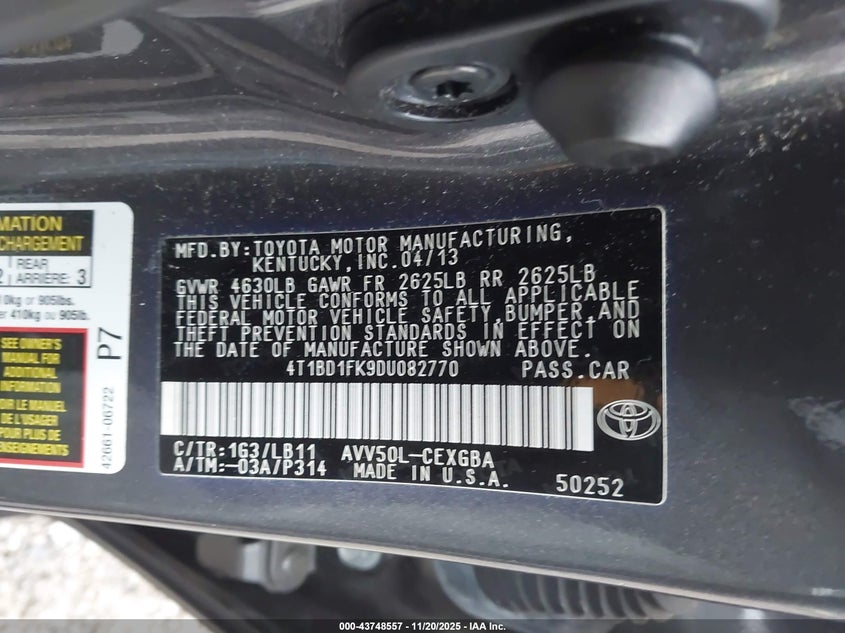 MFD.BY:TOYOTA MOTOR MANUFACTURING,
KENTUCKY,INC.04/13
GVWR 4630LB GAWR FR 2625LB RR 2625LB
THIS VEHICLE CONFORMS TO ALL APPLICABLE
FEDERAL MOTOR VEHICLE SAFETY,BUMPER,AND
THEFT PREVENTION STANDARDS IN EFFECT ON
THE DATE OF MANUFACTURE SHOWN ABOVE.
4T1BD1FK9DU082770 PASS.CAR
C/TR:1G3/LB11 AVV50L-CEXGBA
A/TM:-03A/P314 MADE IN U.S.A.
50252
MATION
CHARGEMENT
2 REAR ARRIÈRE: 3
10kg or 905lbs.
r 410kg ou 905lb.
SEE OWNER'S
MANUAL FOR
ADDITIONAL
INFORMATION
VOIR LE MANUEL
DE L'USAGER
POUR PLUS DE
RENSEIGNEMENTS
P7
42661-06722
000-43748557 - 11/20/2025 - IAA Inc.